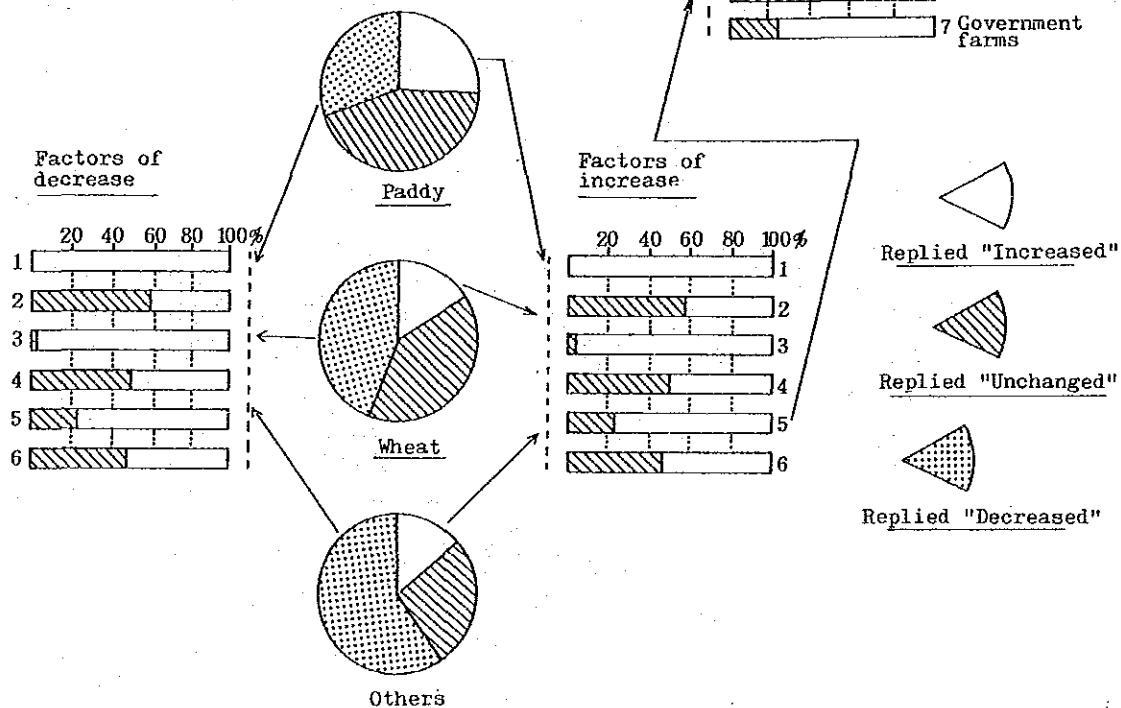 7 Government
farms
Factors of
decrease
Paddy
Factors of
increase
20 40 60 80 100%
1
2
3
4
5
6
Wheat
20 40 60 80 100%
1
2
3
4
5
6
Replied "Increased"
Replied "Unchanged"
Replied "Decreased"
Others